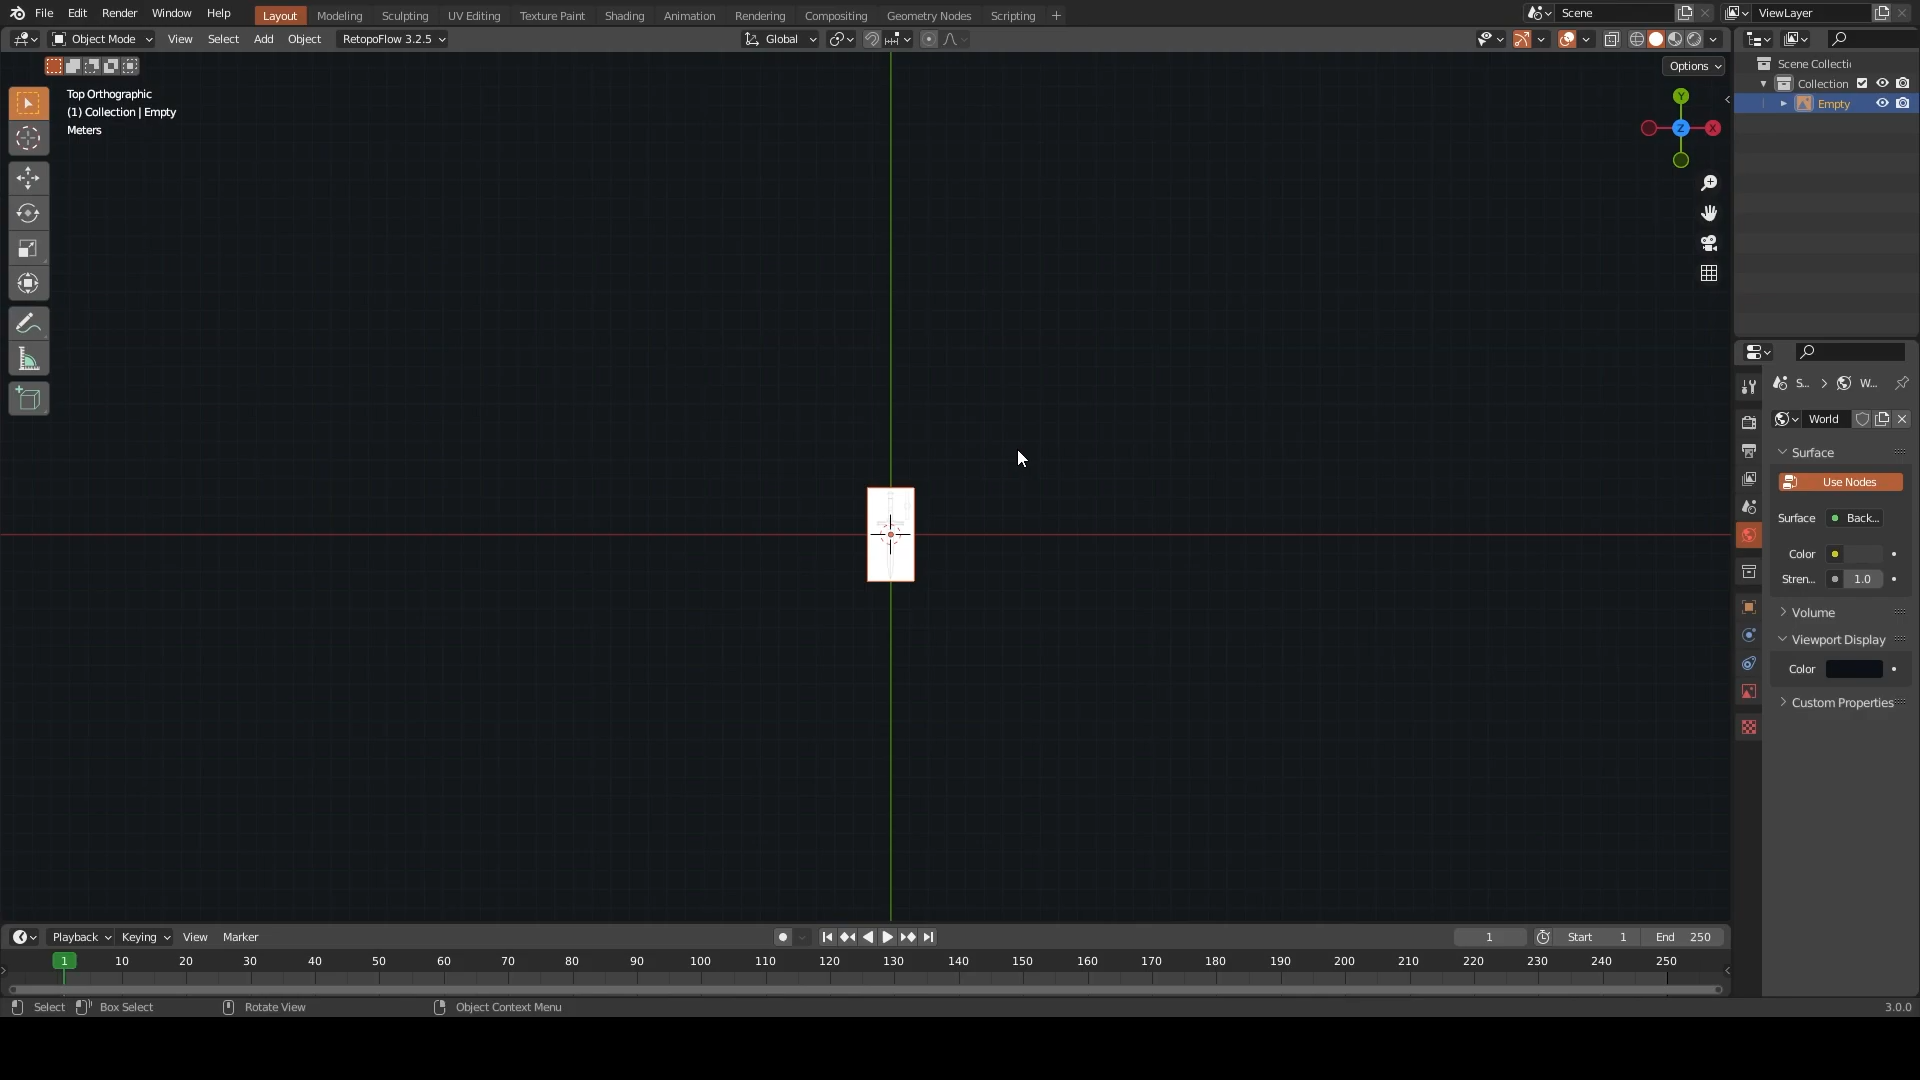 File Edit Render Window Help Layout Modeling Sculpting UV Editing Texture Paint Shading Animation Rendering Compositing Geometry Nodes Scripting + Scene ViewLayer
Object Mode View Select Add Object RetopoFlow 3.2.5 Global
Options
Top Orthographic
(1) Collection | Empty
Meters
Y
Z X
Scene Collecti
Collection
Empty
S... > W...
World
Surface
Use Nodes
Surface Back...
Color
Stren... 1.0
Volume
Viewport Display
Color
Custom Properties
Playback Keying View Marker 1 Start 1 End 250
1 10 20 30 40 50 60 70 80 90 100 110 120 130 140 150 160 170 180 190 200 210 220 230 240 250
Select Box Select Rotate View Object Context Menu 3.0.0